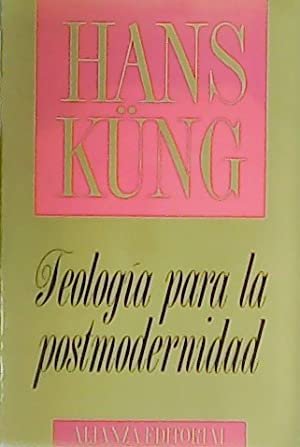 HANS
KÜNG
Teología para la
postmodernidad
ALIANZA EDITORIAL